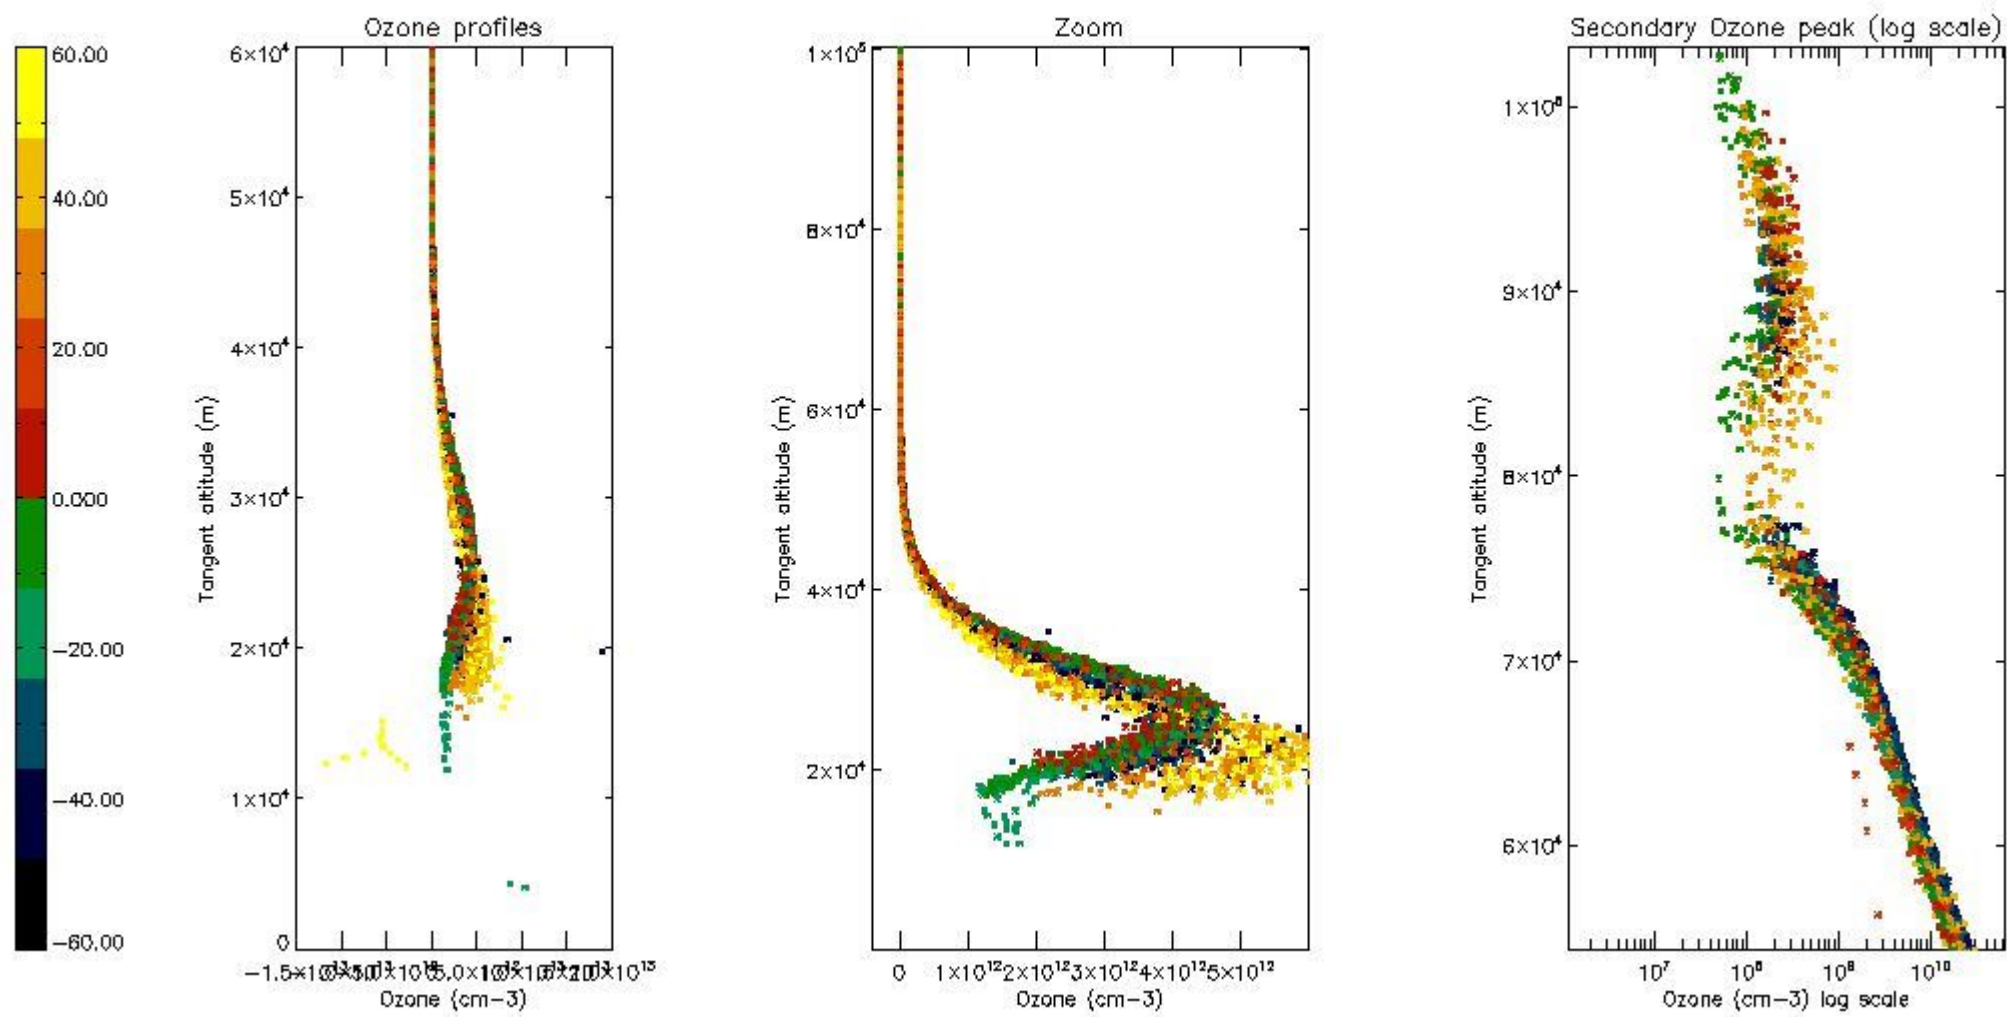 Ozone profiles
Zoom
Secondary Ozone peak (log scale)
60.00
40.00
20.00
0.000
−20.00
−40.00
−60.00
6×10⁴
5×10⁴
4×10⁴
3×10⁴
2×10⁴
1×10⁴
0
Tangent altitude (m)
Ozone (cm−3)
1×10⁵
8×10⁴
6×10⁴
4×10⁴
2×10⁴
Tangent altitude (m)
0 1×10¹² 2×10¹² 3×10¹² 4×10¹² 5×10¹²
Ozone (cm−3)
1×10⁵
9×10⁴
8×10⁴
7×10⁴
6×10⁴
Tangent altitude (m)
10⁷ 10⁸ 10⁹ 10¹⁰
Ozone (cm−3) log scale